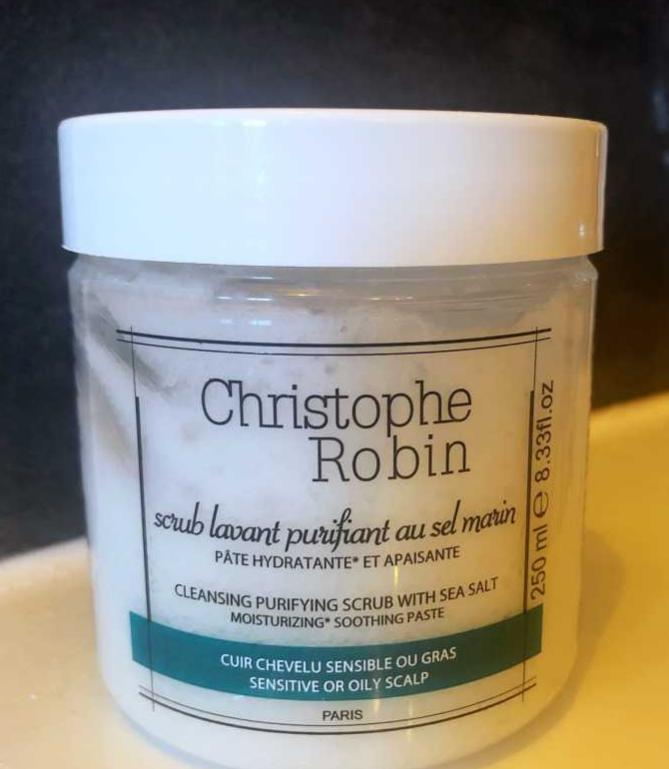 Christophe
Robin
scrub lavant purifiant au sel marin
PÂTE HYDRATANTE* ET APAISANTE
CLEANSING PURIFYING SCRUB WITH SEA SALT
MOISTURIZING* SOOTHING PASTE
CUIR CHEVELU SENSIBLE OU GRAS
SENSITIVE OR OILY SCALP
PARIS
250 ml e 8.33fl.oz